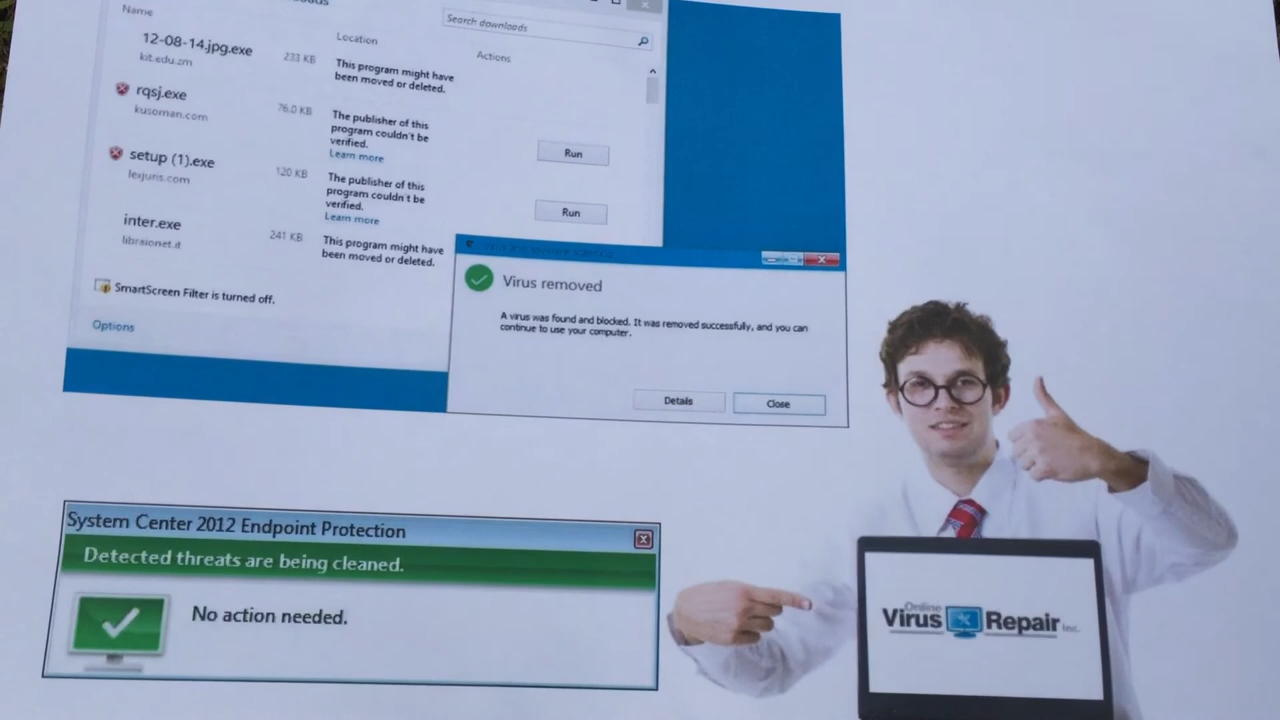 Name
Search downloads
Location
Actions
12-08-14.jpg.exe
kit.edu.zm
233 KB
This program might have
been moved or deleted.
rqsj.exe
kusoman.com
76.0 KB
The publisher of this
program couldn't be
verified.
Learn more
Run
setup (1).exe
lexjuris.com
120 KB
The publisher of this
program couldn't be
verified.
Learn more
Run
inter.exe
libraionet.it
241 KB
This program might have
been moved or deleted.
SmartScreen Filter is turned off.
Options
Virus removed
A virus was found and blocked. It was removed successfully, and you can
continue to use your computer.
Details
Close
System Center 2012 Endpoint Protection
Detected threats are being cleaned.
No action needed.
Online
Virus Repair Inc.